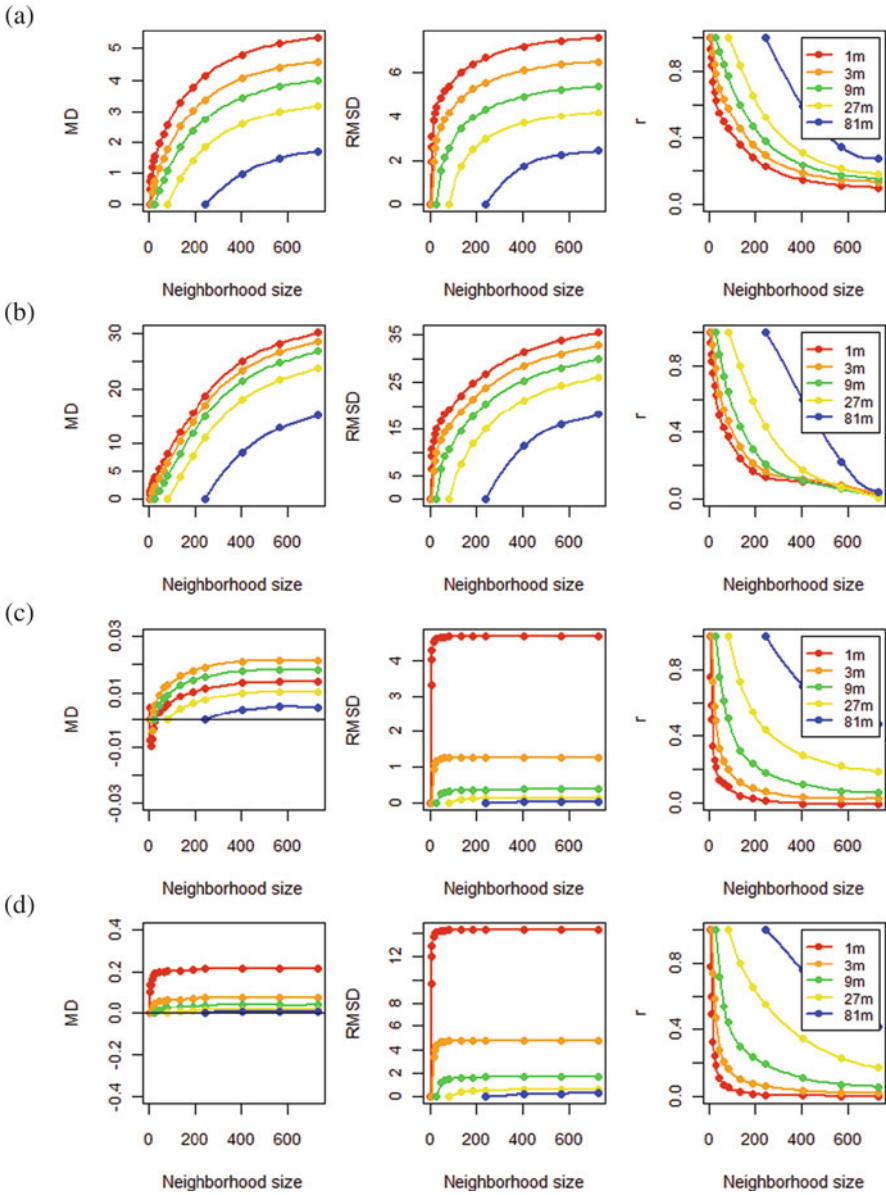 (a)
MD
0 1 2 3 4 5
0 200 400 600
Neighborhood size
RMSD
0 2 4 6
0 200 400 600
Neighborhood size
r
0.0 0.4 0.8
0 200 400 600
Neighborhood size
1m
3m
9m
27m
81m
(b)
MD
0 10 20 30
0 200 400 600
Neighborhood size
RMSD
0 5 15 25 35
0 200 400 600
Neighborhood size
r
0.0 0.4 0.8
0 200 400 600
Neighborhood size
1m
3m
9m
27m
81m
(c)
MD
-0.03 -0.01 0.01 0.03
0 200 400 600
Neighborhood size
RMSD
0 1 2 3 4
0 200 400 600
Neighborhood size
r
0.0 0.4 0.8
0 200 400 600
Neighborhood size
1m
3m
9m
27m
81m
(d)
MD
-0.4 -0.2 0.0 0.2 0.4
0 200 400 600
Neighborhood size
RMSD
0 2 4 6 8 12
0 200 400 600
Neighborhood size
r
0.0 0.4 0.8
0 200 400 600
Neighborhood size
1m
3m
9m
27m
81m